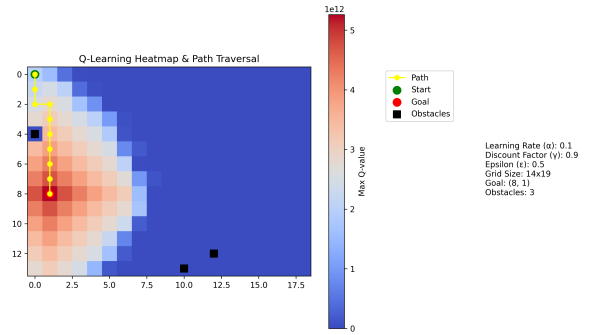 Q-Learning Heatmap & Path Traversal
1e12
0
2
4
6
8
10
12
0.0 2.5 5.0 7.5 10.0 12.5 15.0 17.5
5
4
3
2
1
0
Max Q-value
Path
Start
Goal
Obstacles
Learning Rate (α): 0.1
Discount Factor (γ): 0.9
Epsilon (ε): 0.5
Grid Size: 14x19
Goal: (8, 1)
Obstacles: 3